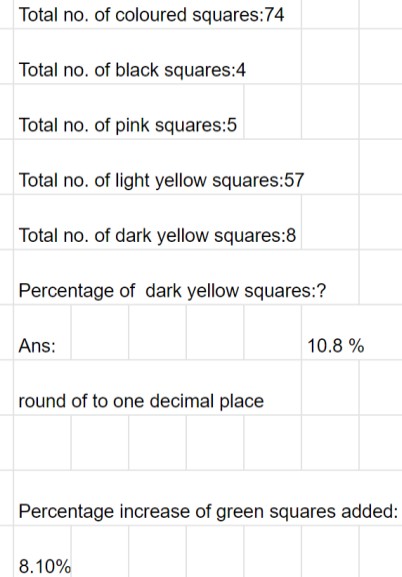 Total no. of coloured squares:74
Total no. of black squares:4
Total no. of pink squares:5
Total no. of light yellow squares:57
Total no. of dark yellow squares:8
Percentage of  dark yellow squares:?
Ans: 10.8 %
round of to one decimal place
Percentage increase of green squares added:
8.10%